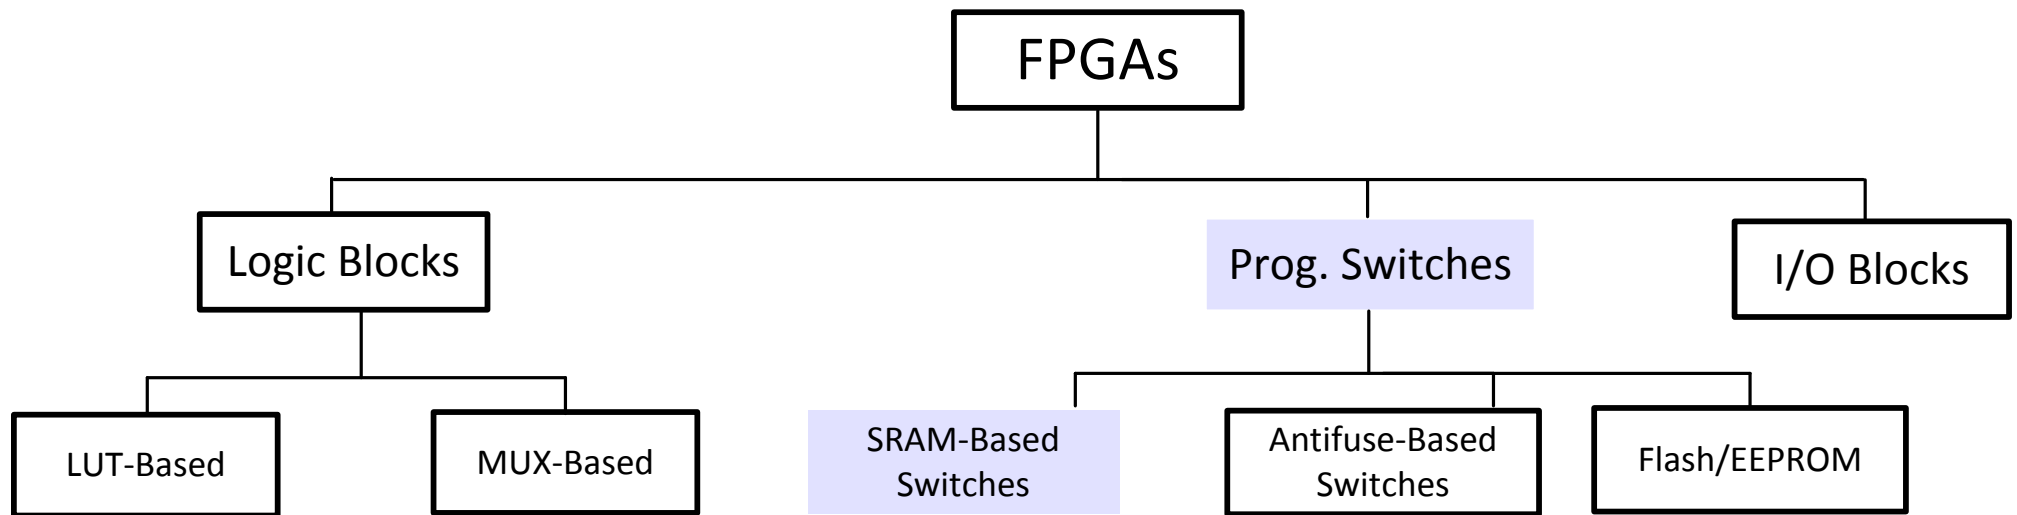 FPGAs
Logic Blocks
Prog. Switches
I/O Blocks
LUT-Based
MUX-Based
SRAM-Based
Switches
Antifuse-Based
Switches
Flash/EEPROM